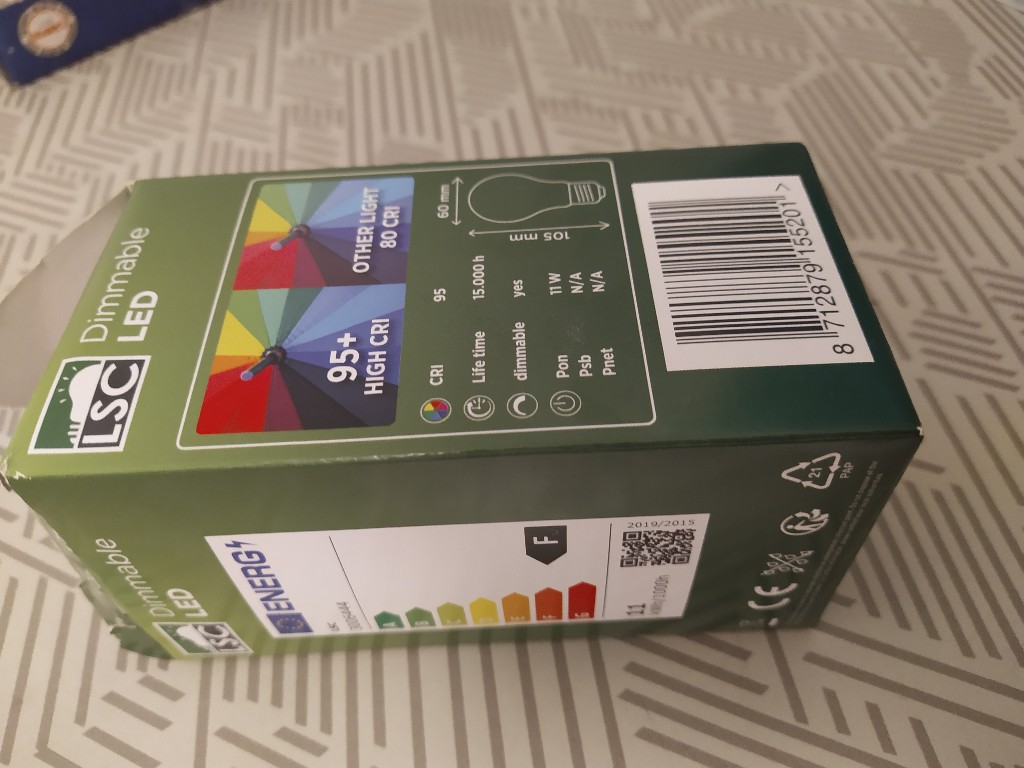 LSC
Dimmable
LED
95+
HIGH CRI
OTHER LIGHT
80 CRI
CRI 95
Life time 15.000 h
dimmable yes
Pon 11 W
Psb N/A
Pnet N/A
60 mm
105 mm
8 712879 155201 >
LSC
Dimmable
LED
ENERG
F
11
kWh/1000h
2019/2015
CE
21
PAP